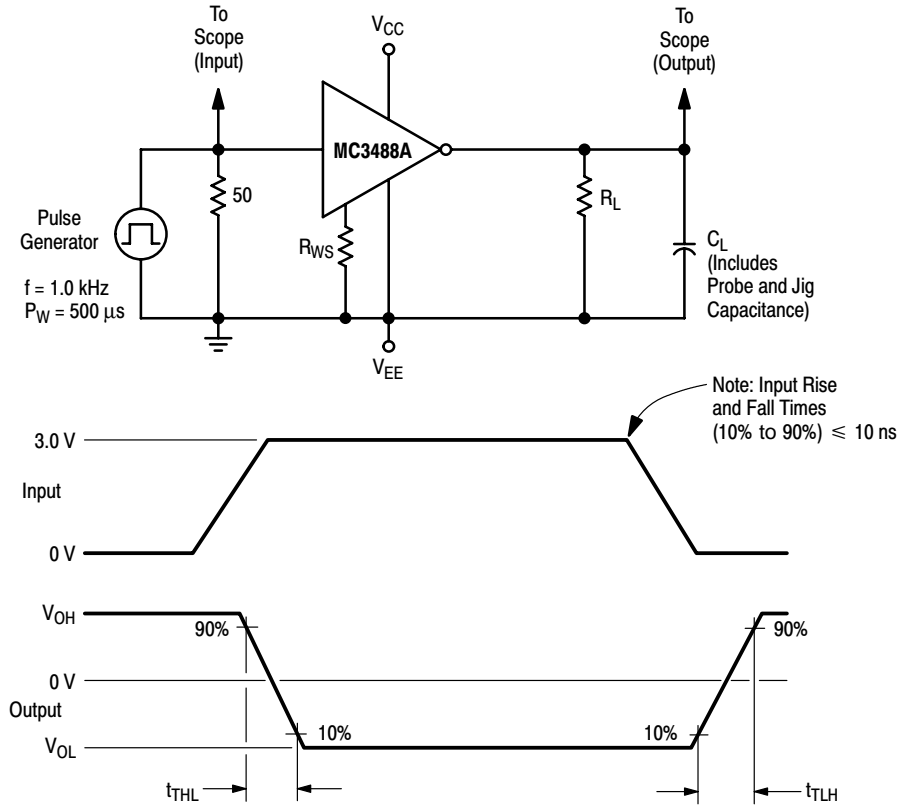 To
Scope
(Input)
VCC
To
Scope
(Output)
MC3488A
50
RL
Pulse
Generator
RWS
CL
(Includes
Probe and Jig
Capacitance)
f = 1.0 kHz
PW = 500 μs
VEE
Note: Input Rise
and Fall Times
(10% to 90%) ≤ 10 ns
3.0 V
Input
0 V
VOH
90%
90%
0 V
Output
10%
10%
VOL
tTHL
tTLH